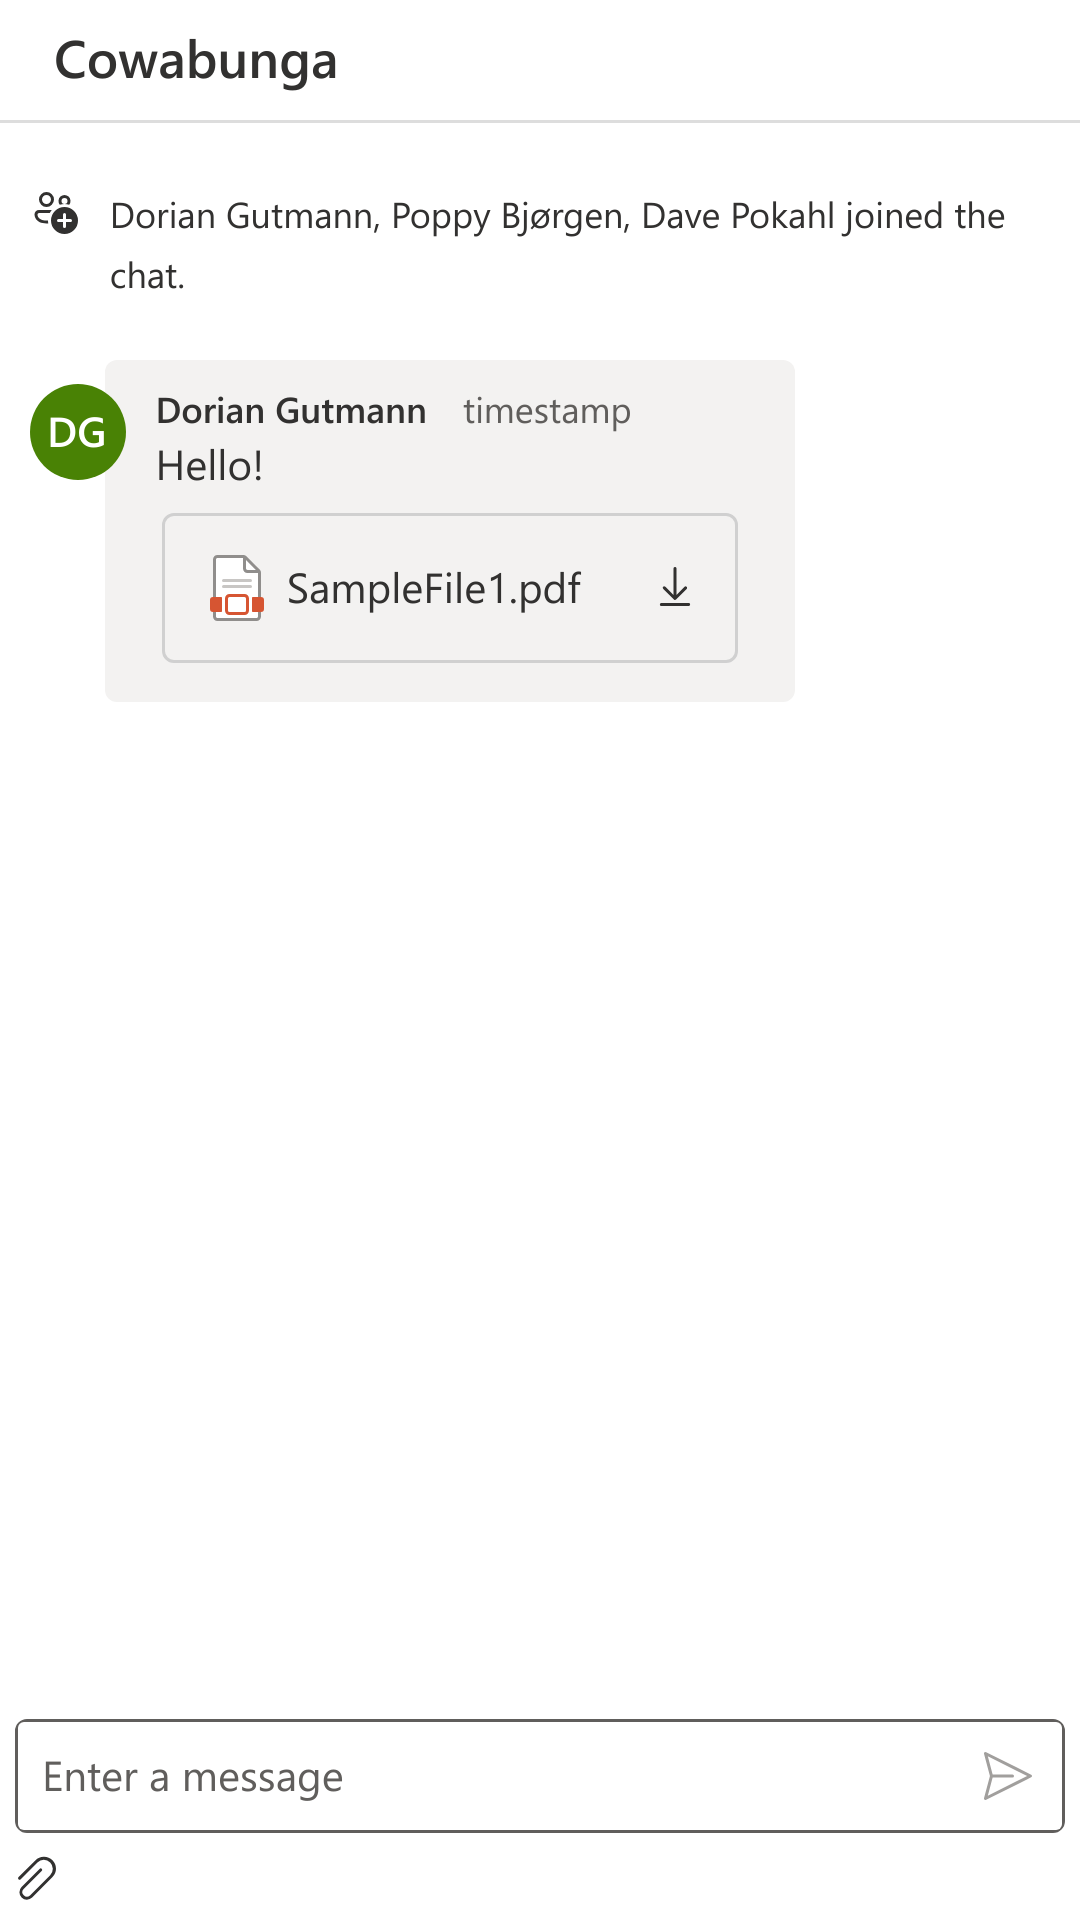 Cowabunga
Dorian Gutmann, Poppy Bjørgen, Dave Pokahl joined the
chat.
DG
Dorian Gutmann timestamp
Hello!
SampleFile1.pdf
Enter a message